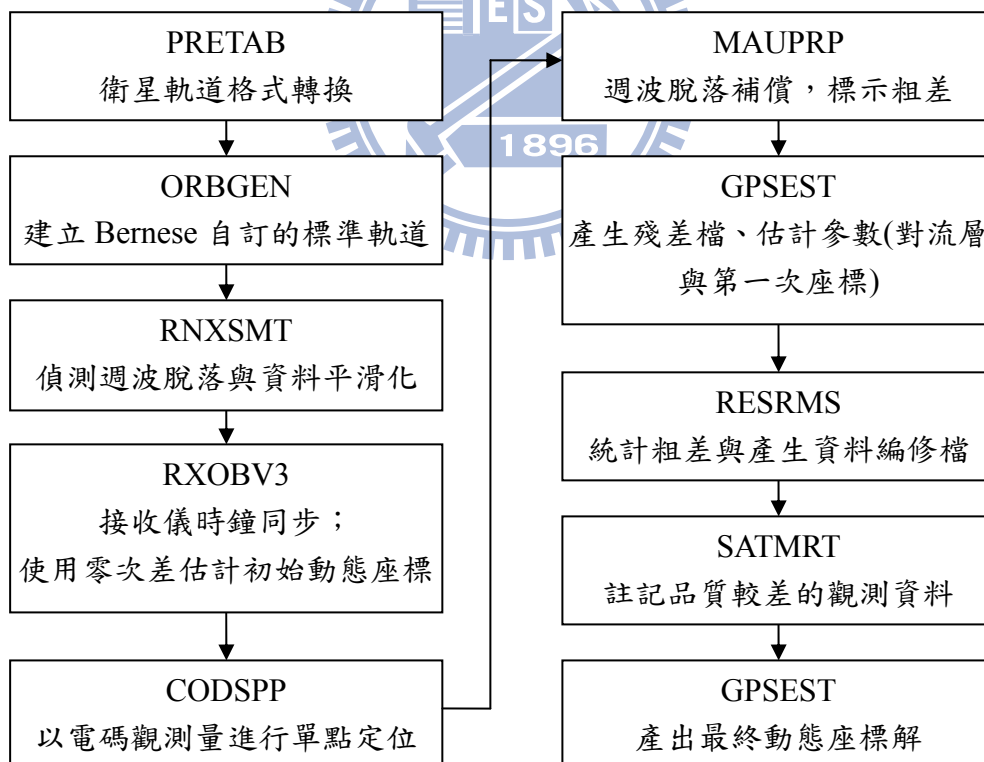 PRETAB
衛星軌道格式轉換
ORBGEN
建立 Bernese 自訂的標準軌道
RNXSMT
偵測週波脫落與資料平滑化
RXOBV3
接收儀時鐘同步；
使用零次差估計初始動態座標
CODSPP
以電碼觀測量進行單點定位
MAUPRP
週波脫落補償，標示粗差
GPSEST
產生殘差檔、估計參數(對流層
與第一次座標)
RESRMS
統計粗差與產生資料編修檔
SATMRT
註記品質較差的觀測資料
GPSEST
產出最終動態座標解
ES
1896